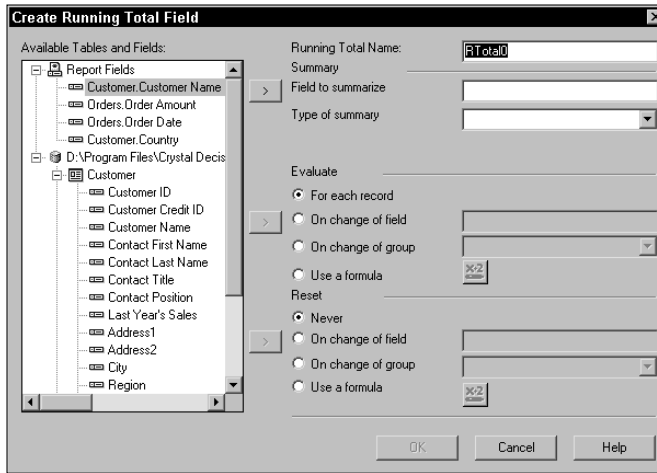 Create Running Total Field
Available Tables and Fields:
Report Fields
Customer.Customer Name
Orders.Order Amount
Orders.Order Date
Customer.Country
D:\Program Files\Crystal Decis
Customer
Customer ID
Customer Credit ID
Customer Name
Contact First Name
Contact Last Name
Contact Title
Contact Position
Last Year's Sales
Address1
Address2
City
Region
>
>
>
Running Total Name:
RTotal0
Summary
Field to summarize
Type of summary
Evaluate
For each record
On change of field
On change of group
Use a formula
x+2
Reset
Never
On change of field
On change of group
Use a formula
x+2
OK
Cancel
Help